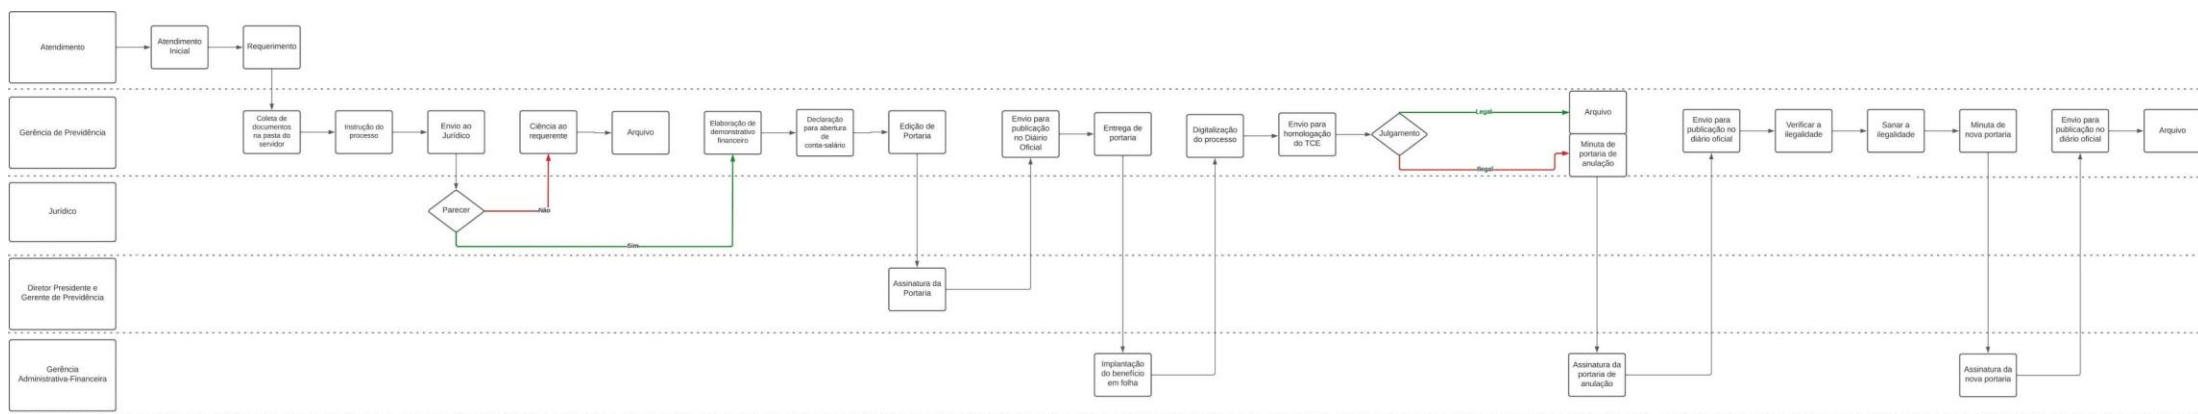 Atendimento
Atendimento
Inicial
Requerimento
Gerência de Previdência
Coleta de
documentos
na pasta do
servidor
Instrução do
processo
Envio ao
Jurídico
Ciência ao
requerente
Arquivo
Elaboração de
demonstrativo
financeiro
Declaração
para abertura
de
conta-salário
Edição de
Portaria
Envio para
publicação
no Diário
Oficial
Entrega de
portaria
Digitalização
do processo
Envio para
homologação
do TCE
Julgamento
Legal
Ilegal
Arquivo
Minuta de
portaria de
anulação
Envio para
publicação no
diário oficial
Verificar a
ilegalidade
Sanar a
ilegalidade
Minuta de
nova portaria
Envio para
publicação no
diário oficial
Arquivo
Jurídico
Parecer
Não
Sim
Diretor Presidente e
Gerente de Previdência
Assinatura da
Portaria
Gerência
Administrativa-Financeira
Implantação
do benefício
em folha
Assinatura da
portaria de
anulação
Assinatura da
nova portaria